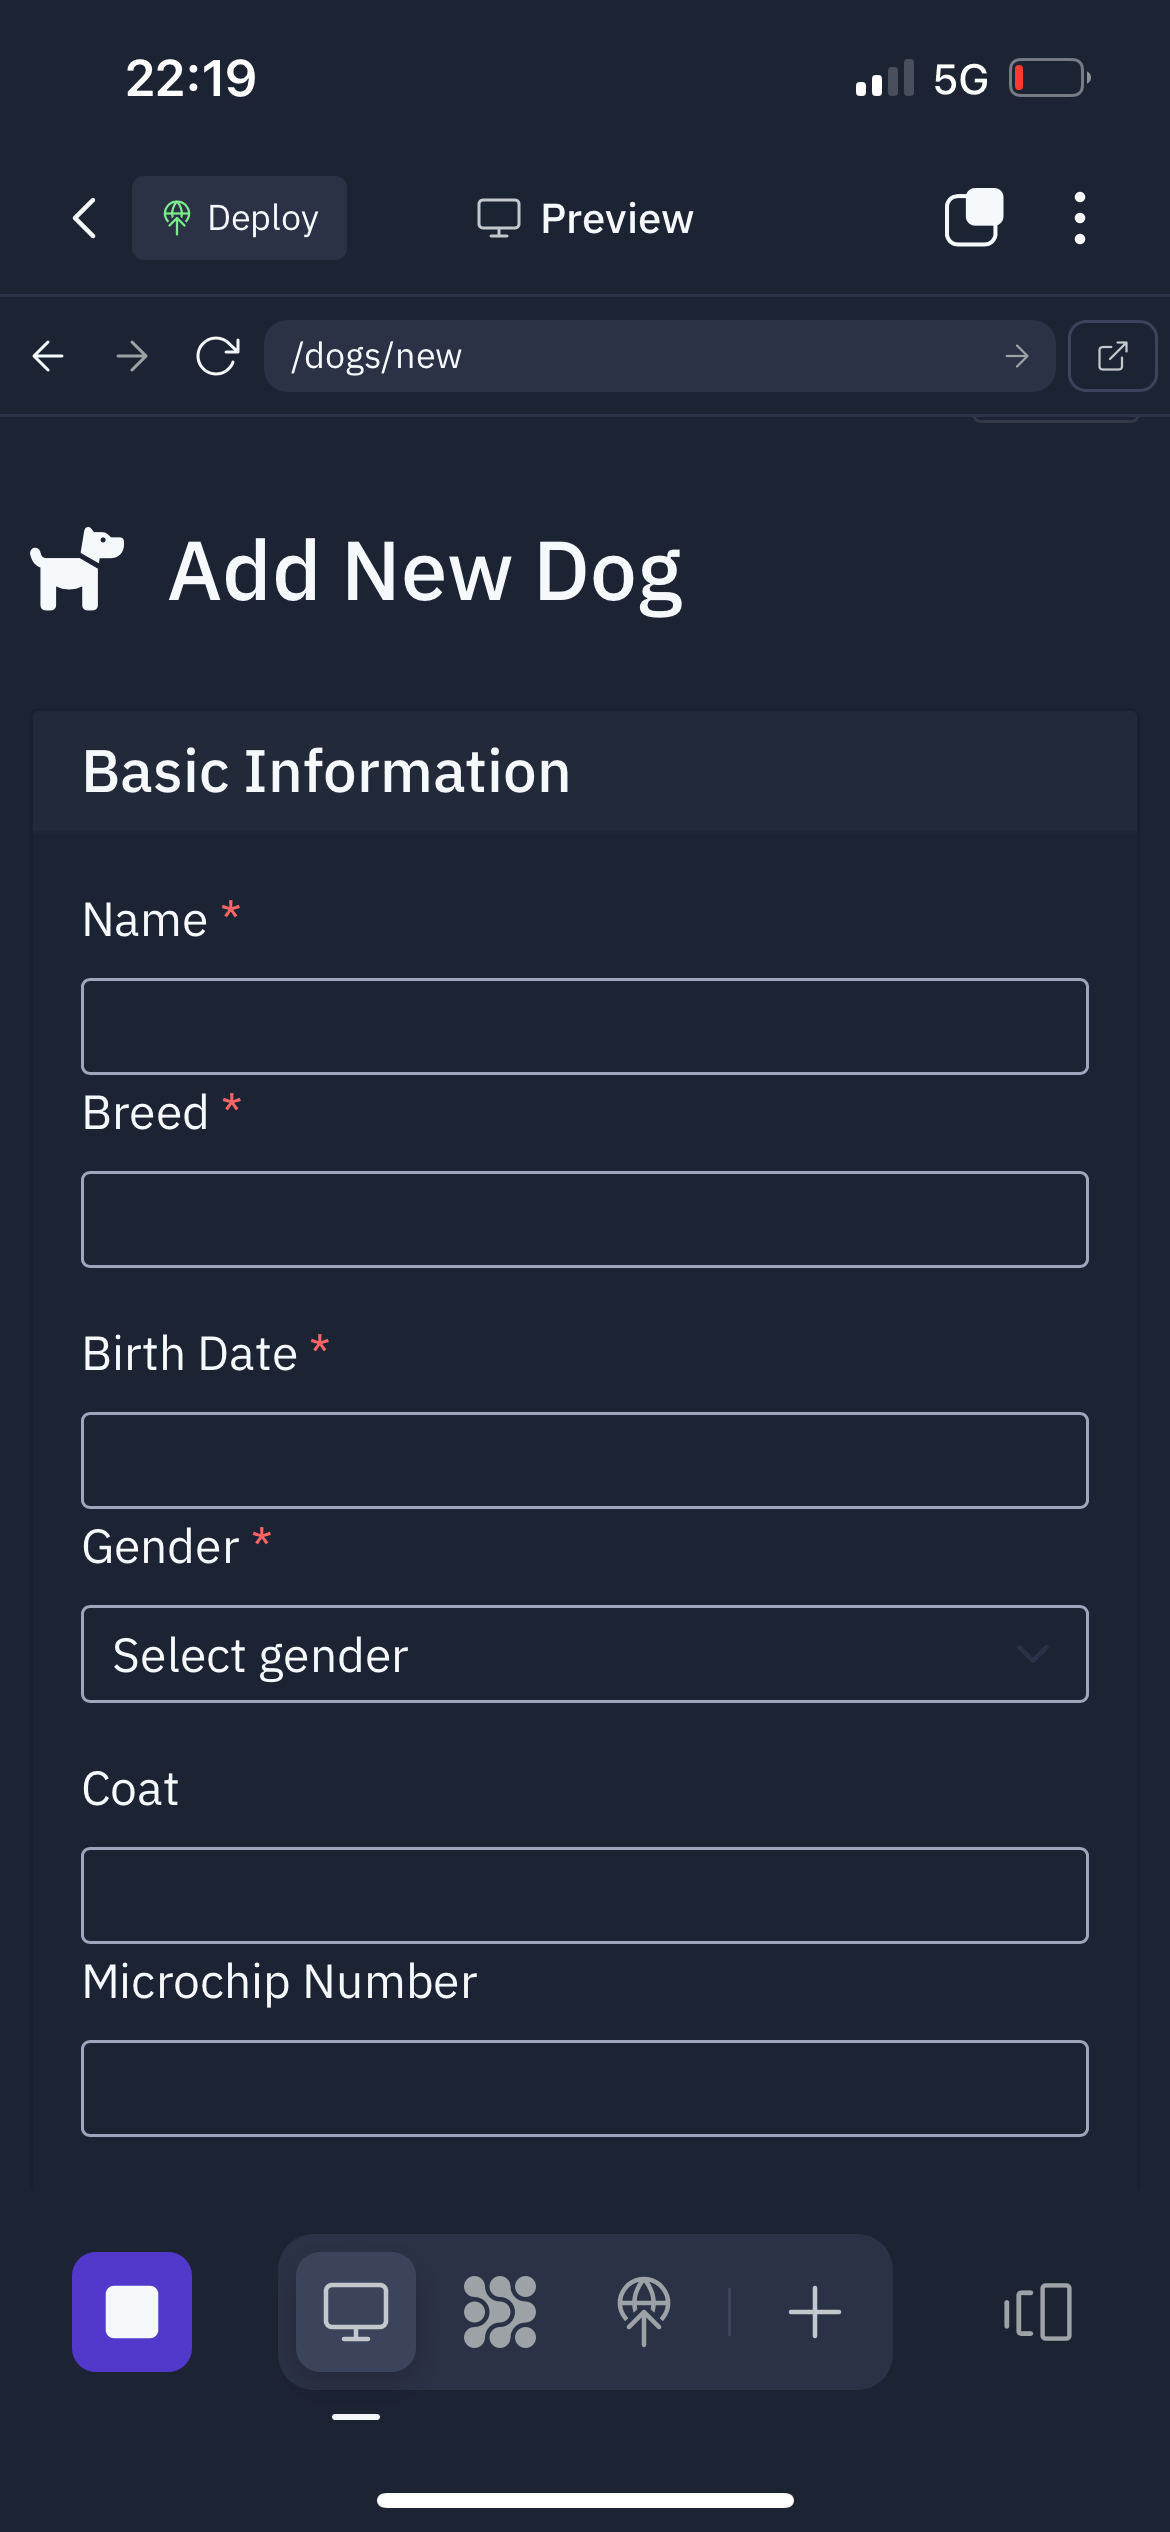 22:19 5G
Deploy Preview
/dogs/new
Add New Dog
Basic Information
Name *
Breed *
Birth Date *
Gender *
Select gender
Coat
Microchip Number